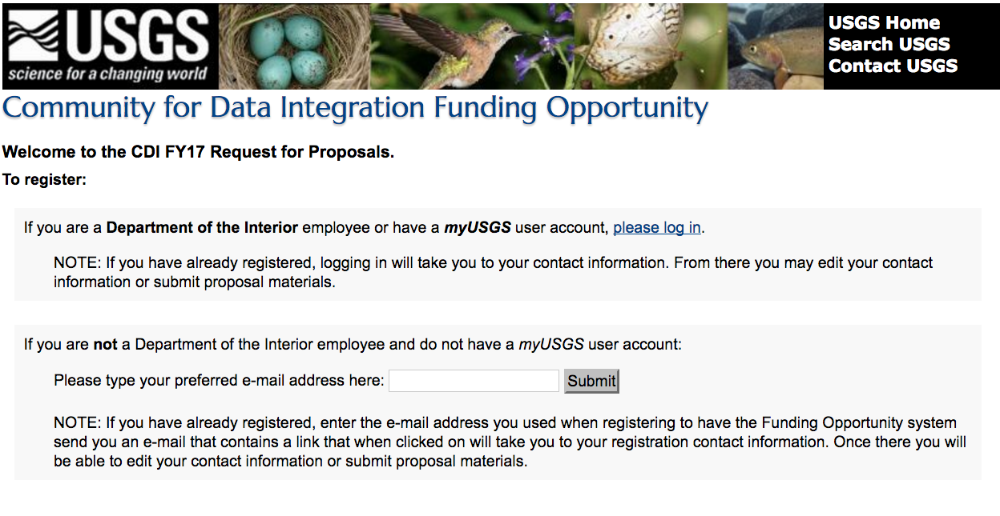 USGS
science for a changing world
USGS Home
Search USGS
Contact USGS
Community for Data Integration Funding Opportunity
Welcome to the CDI FY17 Request for Proposals.
To register:
If you are a Department of the Interior employee or have a myUSGS user account, please log in.
NOTE: If you have already registered, logging in will take you to your contact information. From there you may edit your contact
information or submit proposal materials.
If you are not a Department of the Interior employee and do not have a myUSGS user account:
Please type your preferred e-mail address here: Submit
NOTE: If you have already registered, enter the e-mail address you used when registering to have the Funding Opportunity system
send you an e-mail that contains a link that when clicked on will take you to your registration contact information. Once there you will
be able to edit your contact information or submit proposal materials.